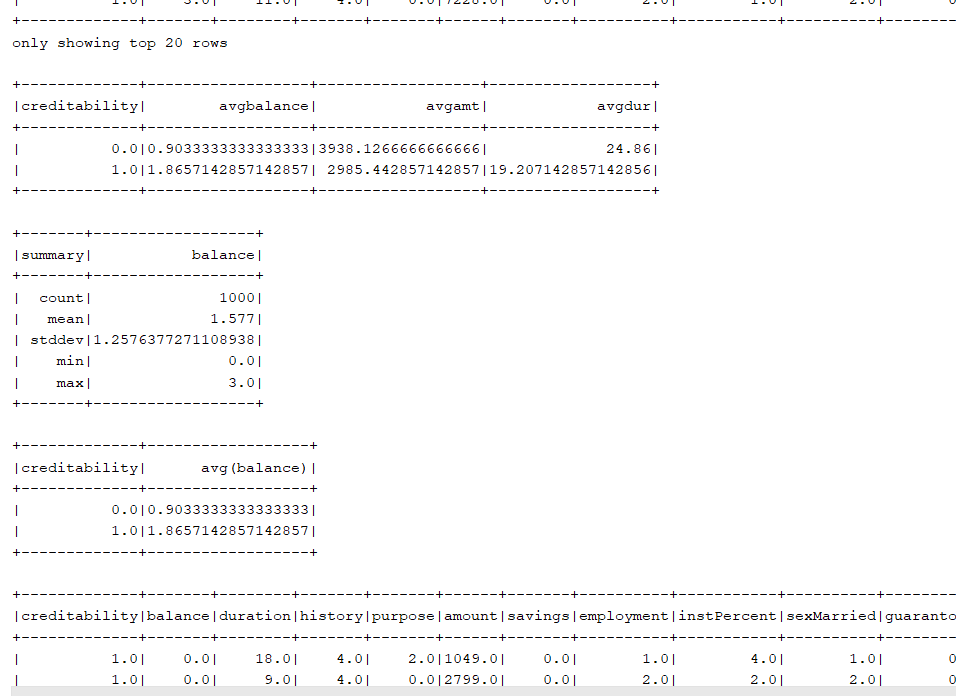 |          1.0|    3.0|    11.0|    4.0|    0.0|7228.0|    0.0|       2.0|        1.0|       2.0|       0
+-------------+-------+--------+-------+-------+------+-------+----------+-----------+----------+--------
only showing top 20 rows
+-------------+------------------+------------------+------------------+
|creditability|        avgbalance|            avgamt|            avgdur|
+-------------+------------------+------------------+------------------+
|          0.0|0.9033333333333333|3938.1266666666666|             24.86|
|          1.0|1.8657142857142857| 2985.442857142857|19.207142857142856|
+-------------+------------------+------------------+------------------+
+-------+------------------+
|summary|           balance|
+-------+------------------+
|  count|              1000|
|   mean|             1.577|
| stddev|1.2576377271108938|
|    min|               0.0|
|    max|               3.0|
+-------+------------------+
+-------------+------------------+
|creditability|      avg(balance)|
+-------------+------------------+
|          0.0|0.9033333333333333|
|          1.0|1.8657142857142857|
+-------------+------------------+
+-------------+-------+--------+-------+-------+------+-------+----------+-----------+----------+--------
|creditability|balance|duration|history|purpose|amount|savings|employment|instPercent|sexMarried|guaranto
+-------------+-------+--------+-------+-------+------+-------+----------+-----------+----------+--------
|          1.0|    0.0|    18.0|    4.0|    2.0|1049.0|    0.0|       1.0|        4.0|       1.0|       0
|          1.0|    0.0|     9.0|    4.0|    0.0|2799.0|    0.0|       2.0|        2.0|       2.0|       0